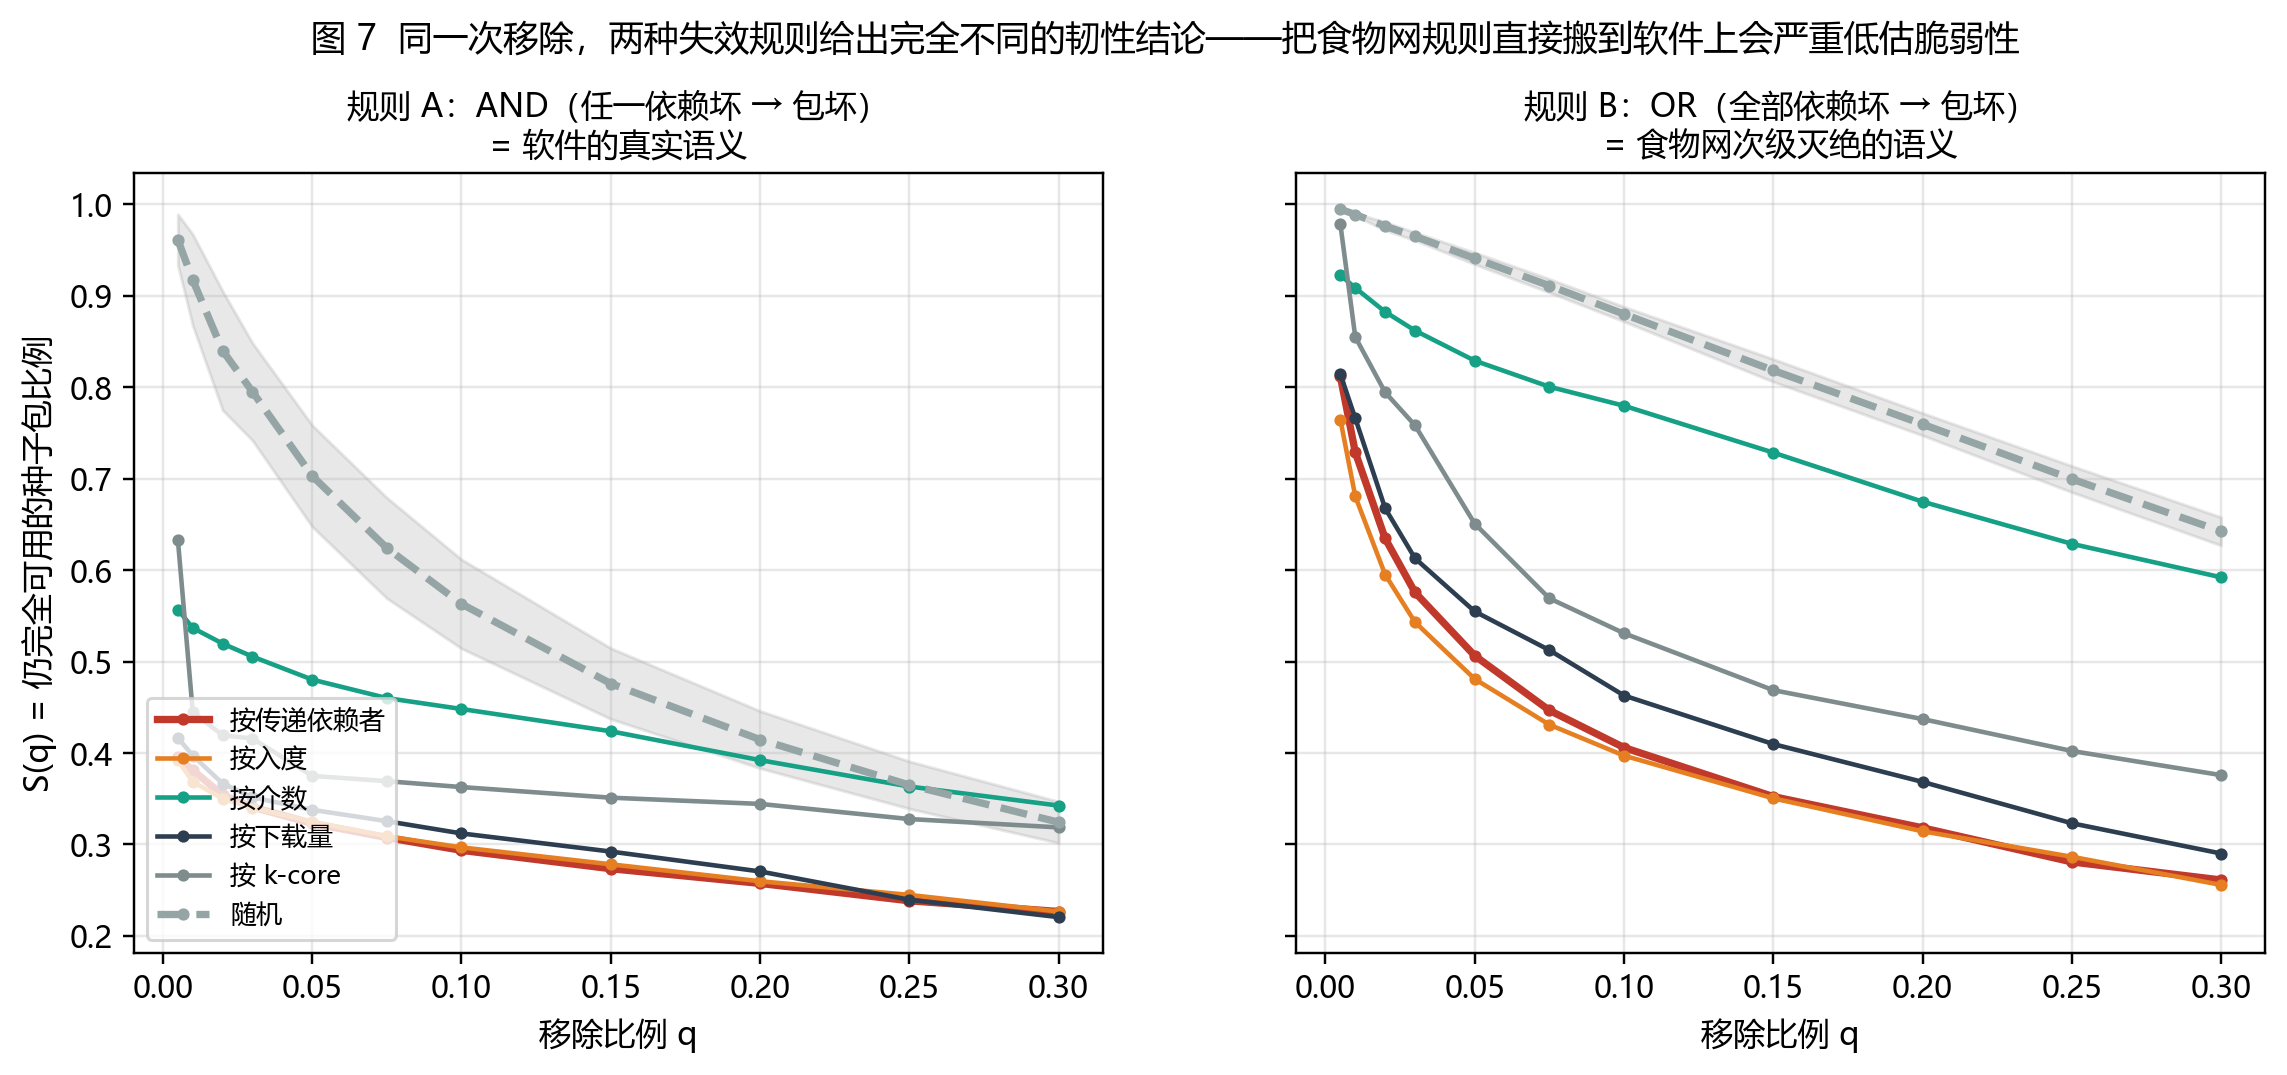 图 7 同一次移除，两种失效规则给出完全不同的韧性结论——把食物网规则直接搬到软件上会严重低估脆弱性
规则 A：AND（任一依赖坏 → 包坏）
= 软件的真实语义
规则 B：OR（全部依赖坏 → 包坏）
= 食物网次级灭绝的语义
S(q) = 仍完全可用的种子包比例
1.0
0.9
0.8
0.7
0.6
0.5
0.4
0.3
0.2
按传递依赖者
按入度
按介数
按下载量
按 k-core
随机
0.00 0.05 0.10 0.15 0.20 0.25 0.30
移除比例 q
0.00 0.05 0.10 0.15 0.20 0.25 0.30
移除比例 q